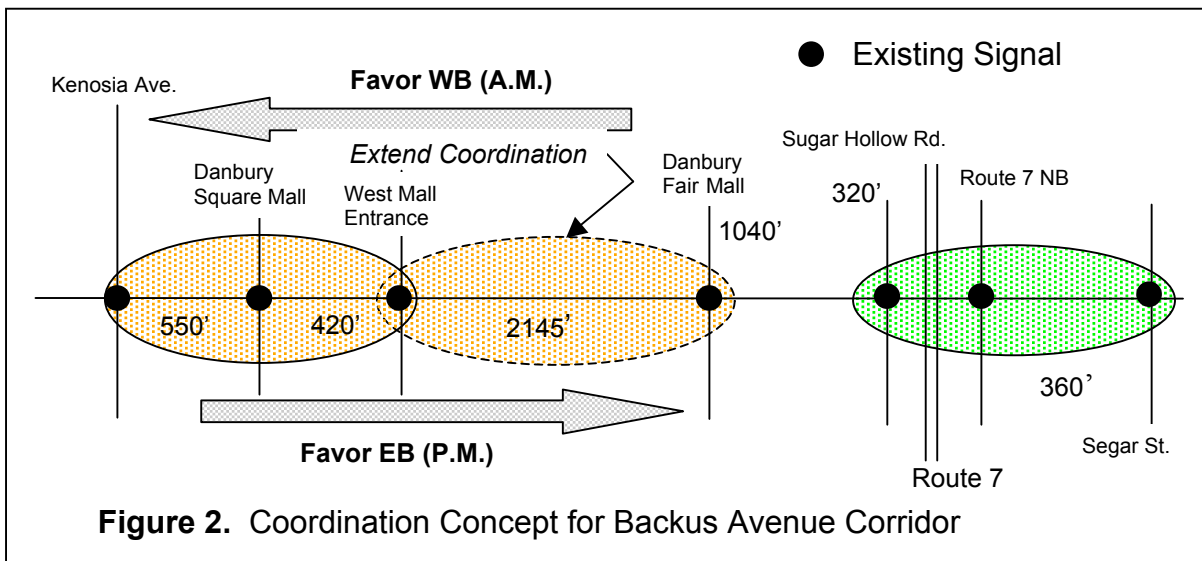 Existing Signal
Favor WB (A.M.)
Kenosia Ave.
Extend Coordination
Danbury
Square Mall
West Mall
Entrance
Danbury
Fair Mall
Sugar Hollow Rd.
Route 7 NB
320'
1040'
550'
420'
2145'
360'
Favor EB (P.M.)
Segar St.
Route 7
Figure 2. Coordination Concept for Backus Avenue Corridor